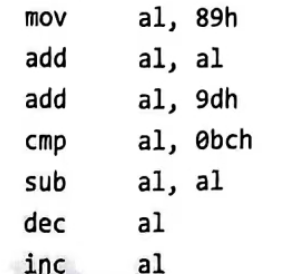 mov al, 89h
add al, al
add al, 9dh
cmp al, 0bch
sub al, al
dec al
inc al